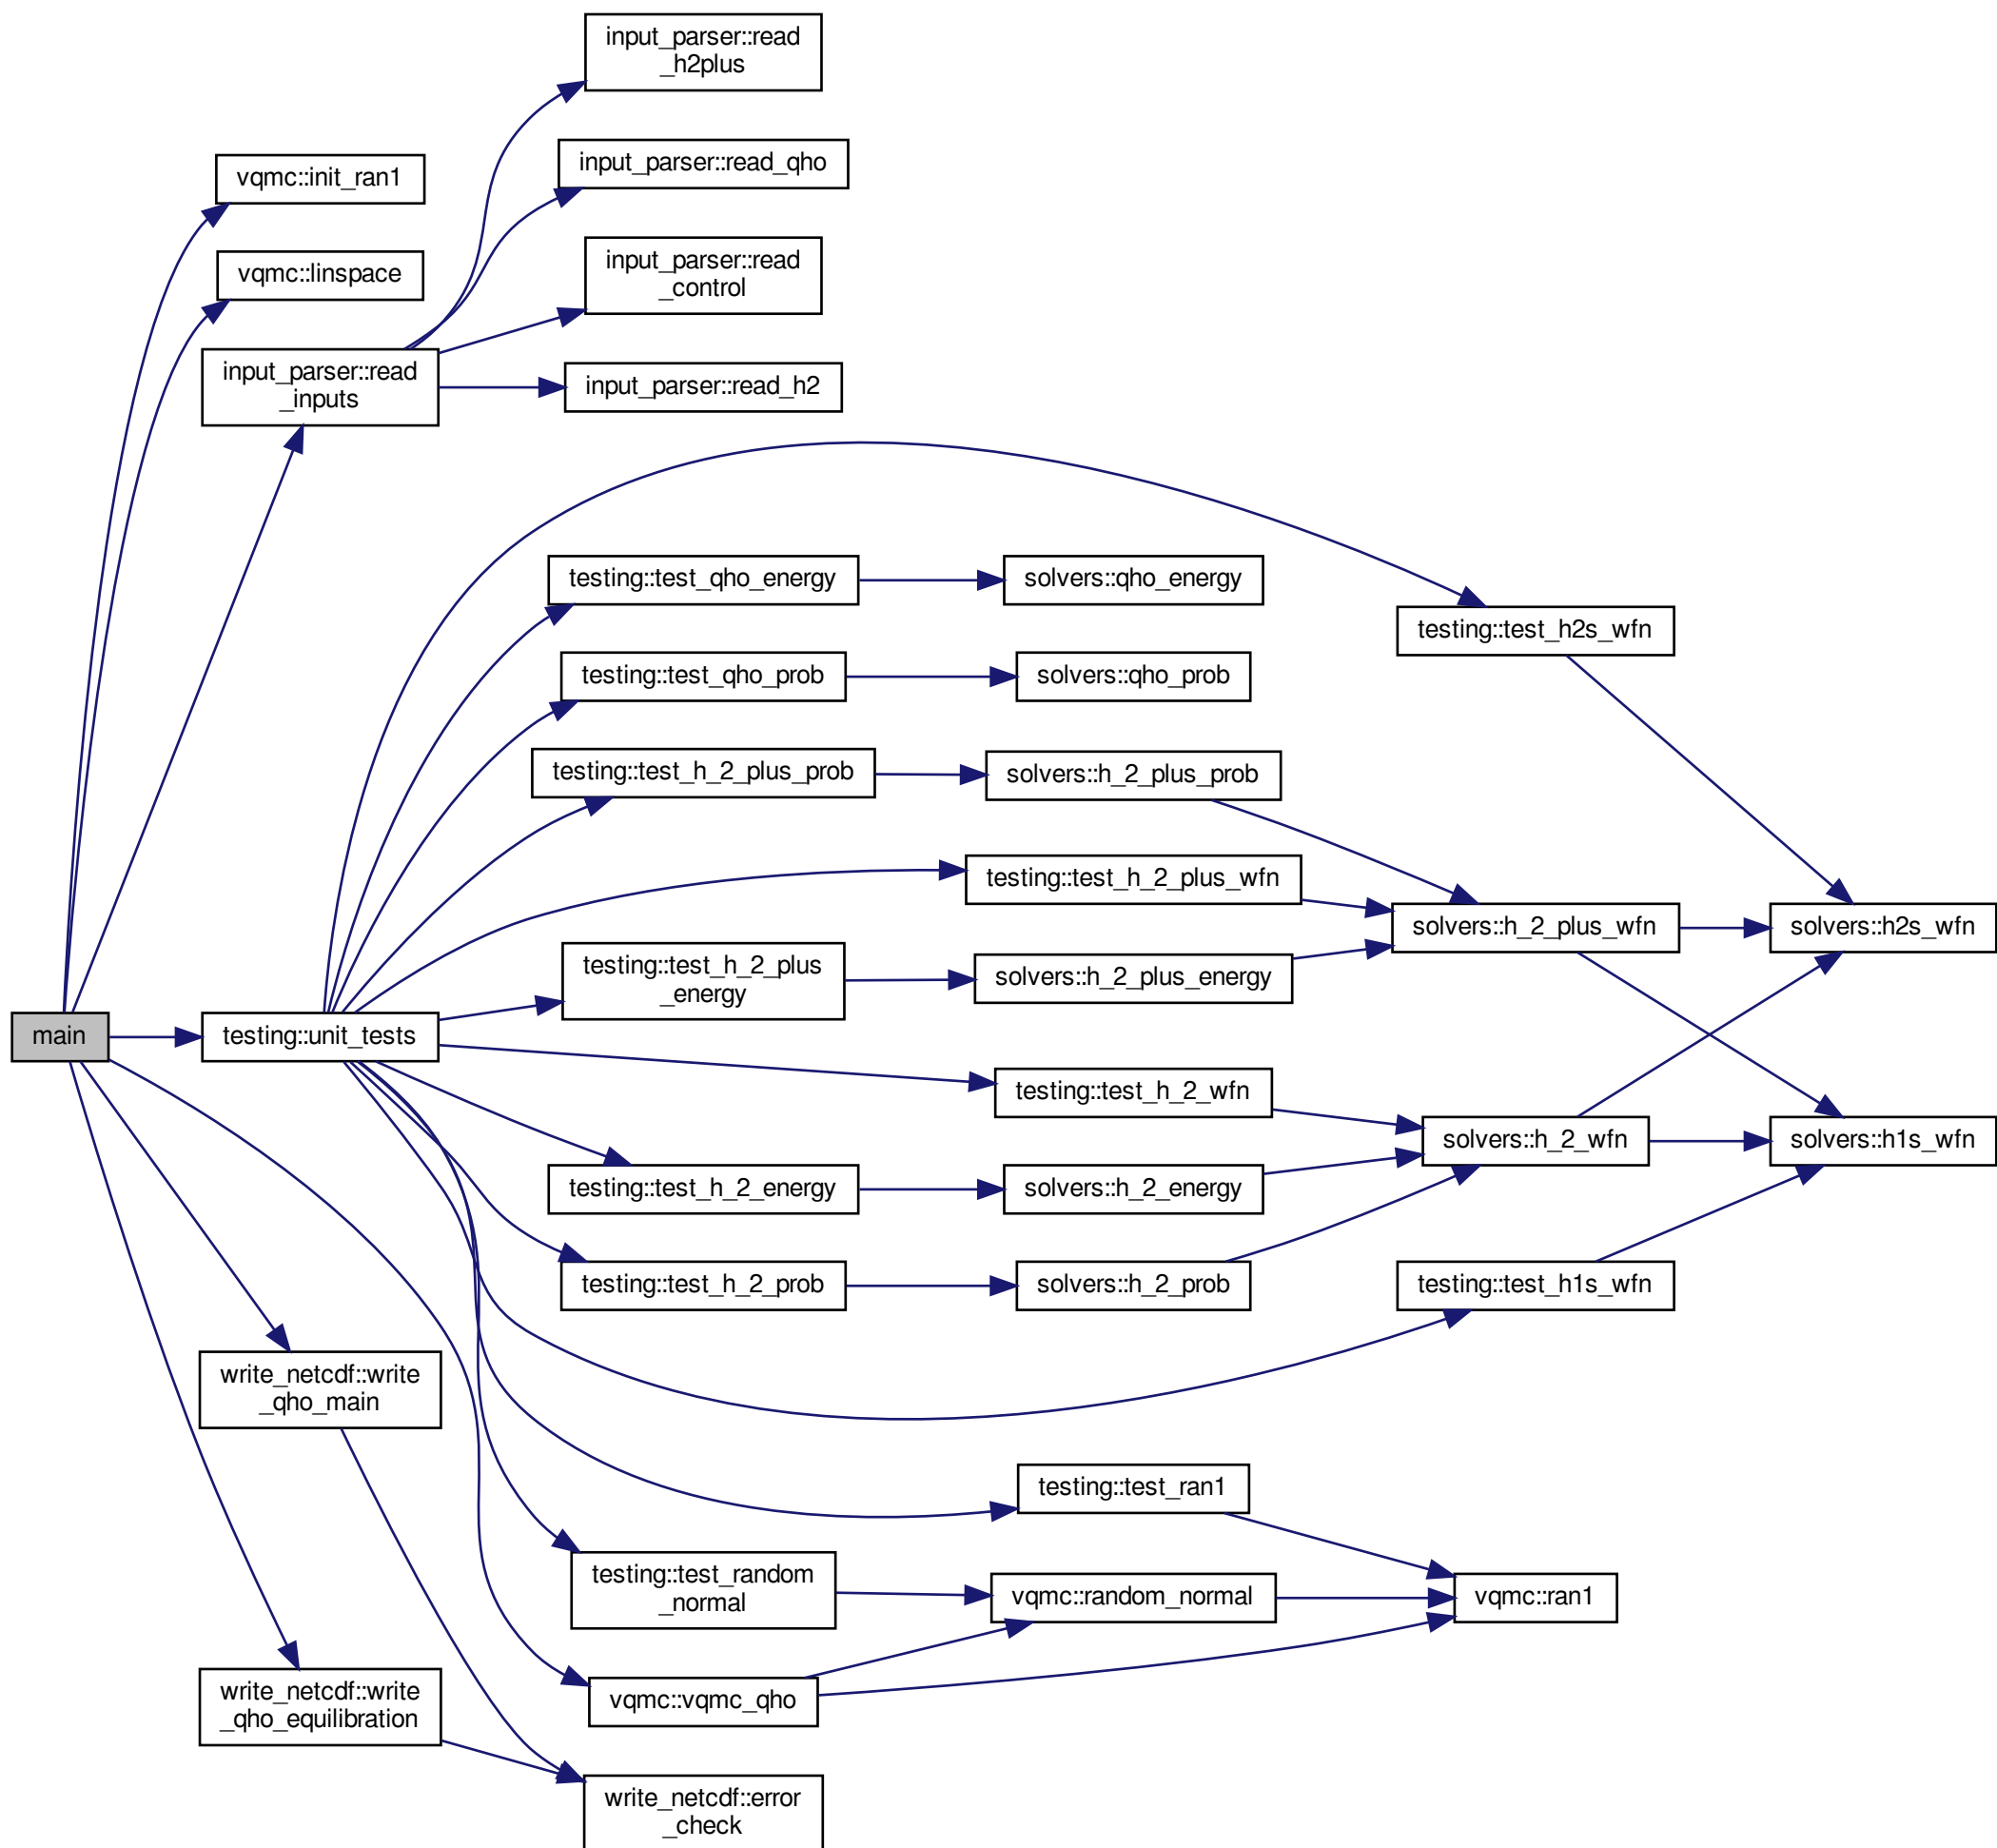 input_parser::read
_h2plus
input_parser::read_qho
vqmc::init_ran1
input_parser::read
_control
vqmc::linspace
input_parser::read
_inputs
input_parser::read_h2
testing::test_qho_energy
solvers::qho_energy
testing::test_h2s_wfn
testing::test_qho_prob
solvers::qho_prob
testing::test_h_2_plus_prob
solvers::h_2_plus_prob
testing::test_h_2_plus_wfn
solvers::h_2_plus_wfn
solvers::h2s_wfn
testing::test_h_2_plus
_energy
solvers::h_2_plus_energy
main
testing::unit_tests
testing::test_h_2_wfn
solvers::h_2_wfn
solvers::h1s_wfn
testing::test_h_2_energy
solvers::h_2_energy
testing::test_h_2_prob
solvers::h_2_prob
testing::test_h1s_wfn
write_netcdf::write
_qho_main
testing::test_ran1
testing::test_random
_normal
vqmc::random_normal
vqmc::ran1
write_netcdf::write
_qho_equilibration
vqmc::vqmc_qho
write_netcdf::error
_check